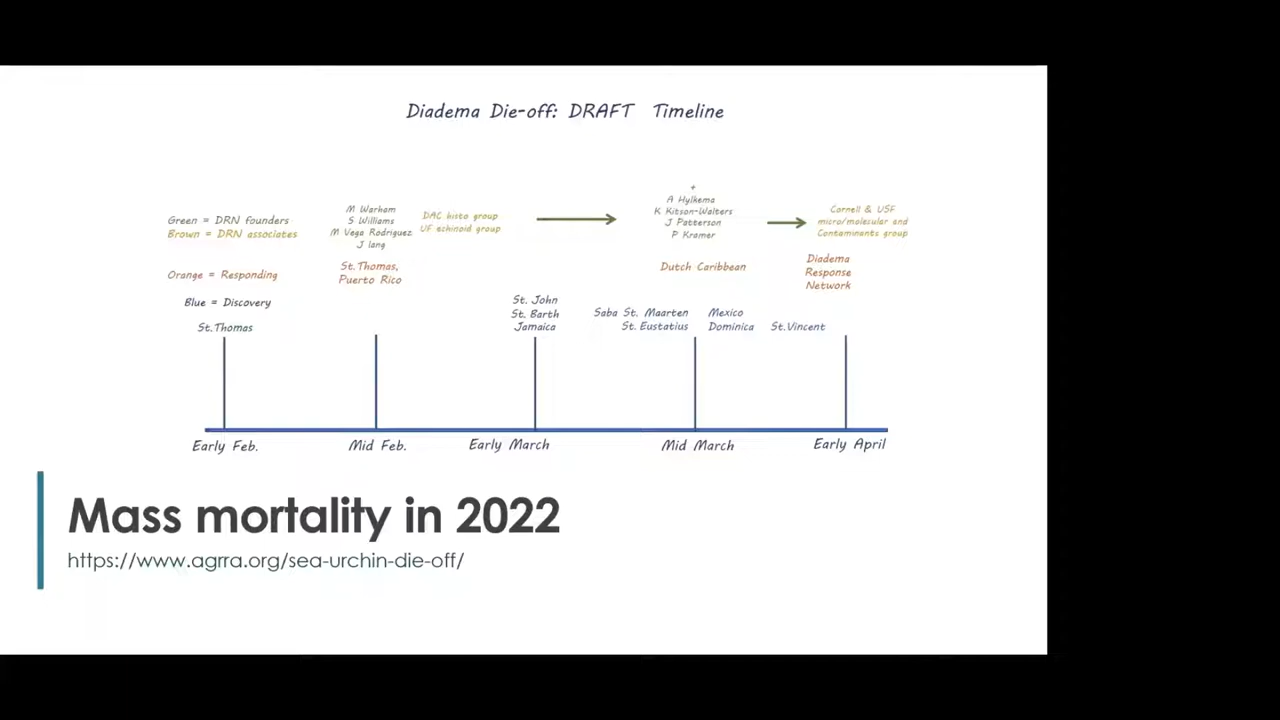 Diadema Die-off: DRAFT Timeline
Green = DRN founders
Brown = DRN associates
Orange = Responding
Blue = Discovery
St.Thomas
M Warham
S Williams
M Vega Rodriguez
J lang
DAC histo group
UF echinoid group
St.Thomas,
Puerto Rico
St. John
St. Barth
Jamaica
+
A Hylkema
K Kitson-Walters
J Patterson
P Kramer
Dutch Caribbean
Saba St. Maarten
St. Eustatius
Mexico
Dominica
Cornell & USF
micro/molecular and
Contaminants group
Diadema
Response
Network
St.Vincent
Early Feb.
Mid Feb.
Early March
Mid March
Early April
Mass mortality in 2022
https://www.agrra.org/sea-urchin-die-off/